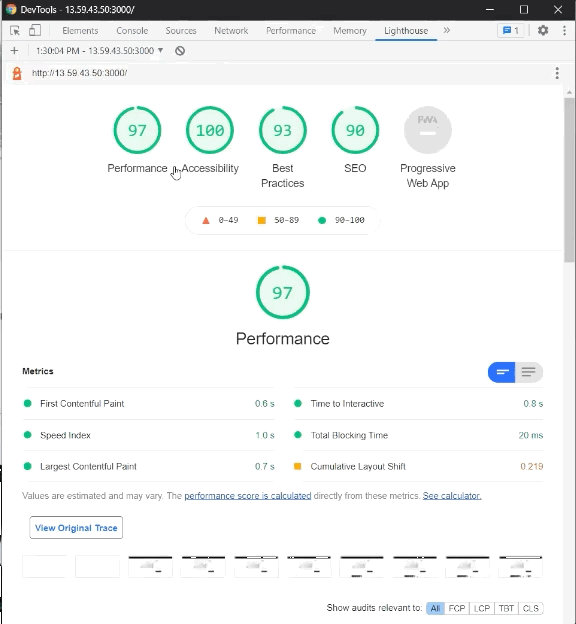 DevTools - 13.59.43.50:3000/
Elements Console Sources Network Performance Memory Lighthouse » 1
+ 1:30:04 PM - 13.59.43.50:3000 ▼
http://13.59.43.50:3000/
97 100 93 90 PWA
Performance Accessibility Best Practices SEO Progressive Web App
0–49 50–89 90–100
97
Performance
Metrics
First Contentful Paint 0.6 s Time to Interactive 0.8 s
Speed Index 1.0 s Total Blocking Time 20 ms
Largest Contentful Paint 0.7 s Cumulative Layout Shift 0.219
Values are estimated and may vary. The performance score is calculated directly from these metrics. See calculator.
View Original Trace
Show audits relevant to: All FCP LCP TBT CLS